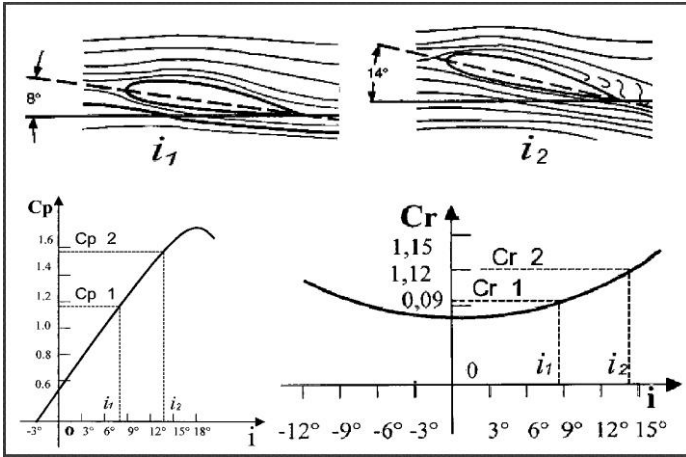 8°
14°
i₁
i₂
Cp
1.6
Cp 2
1.4
Cp 1
1.2
1.0
0.8
0.6
i₁
i₂
-3° 0 3° 6° 9° 12° 15° 18° i
Cr
1,15
Cr 2
1,12
Cr 1
0,09
0
i₁
i₂
i
-12° -9° -6° -3° 3° 6° 9° 12° 15°